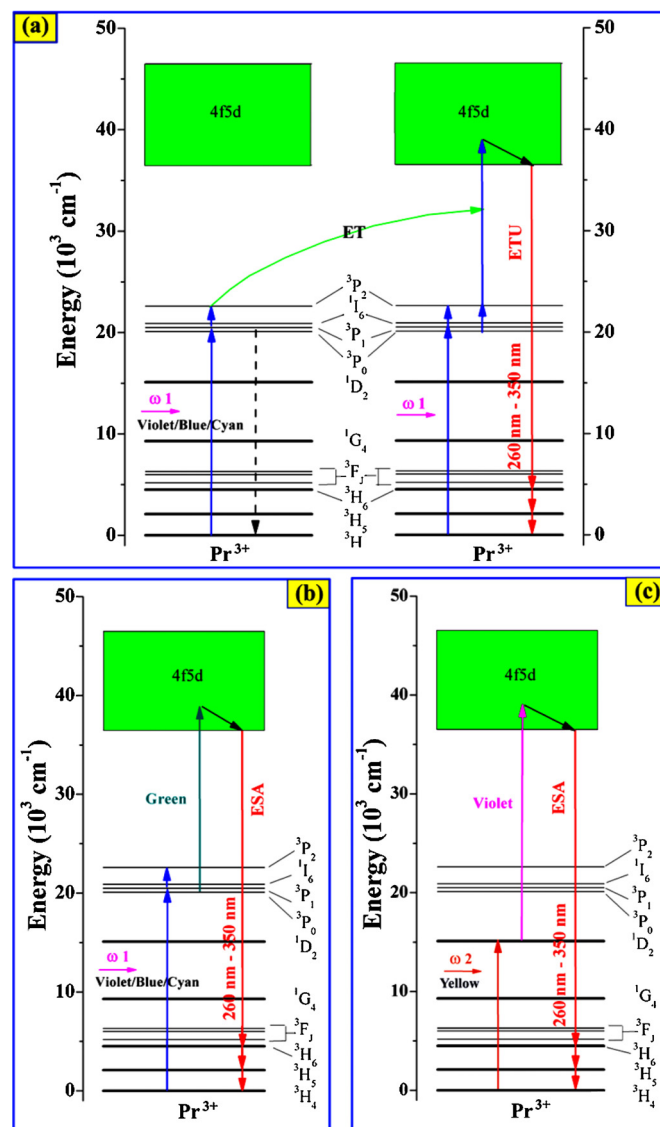 (a)
50
50
4f5d
4f5d
40
40
Energy (10³ cm⁻¹)
30
30
ET
ETU
³P₂
¹I₆
20
20
³P₁
³P₀
¹D₂
ω 1
ω 1
Violet/Blue/Cyan
260 nm - 350 nm
10
10
¹G₄
³F_J
³H₆
³H₅
0
³H
0
Pr³⁺
Pr³⁺
(b)
50
4f5d
40
Energy (10³ cm⁻¹)
30
Green
ESA
³P₂
¹I₆
20
³P₁
³P₀
¹D₂
ω 1
Violet/Blue/Cyan
260 nm - 350 nm
10
¹G₄
³F_J
³H₆
³H₅
0
³H₄
Pr³⁺
(c)
50
4f5d
40
Energy (10³ cm⁻¹)
30
Violet
ESA
³P₂
¹I₆
20
³P₁
³P₀
¹D₂
ω 2
Yellow
260 nm - 350 nm
10
¹G₄
³F_J
³H₆
³H₅
0
³H₄
Pr³⁺